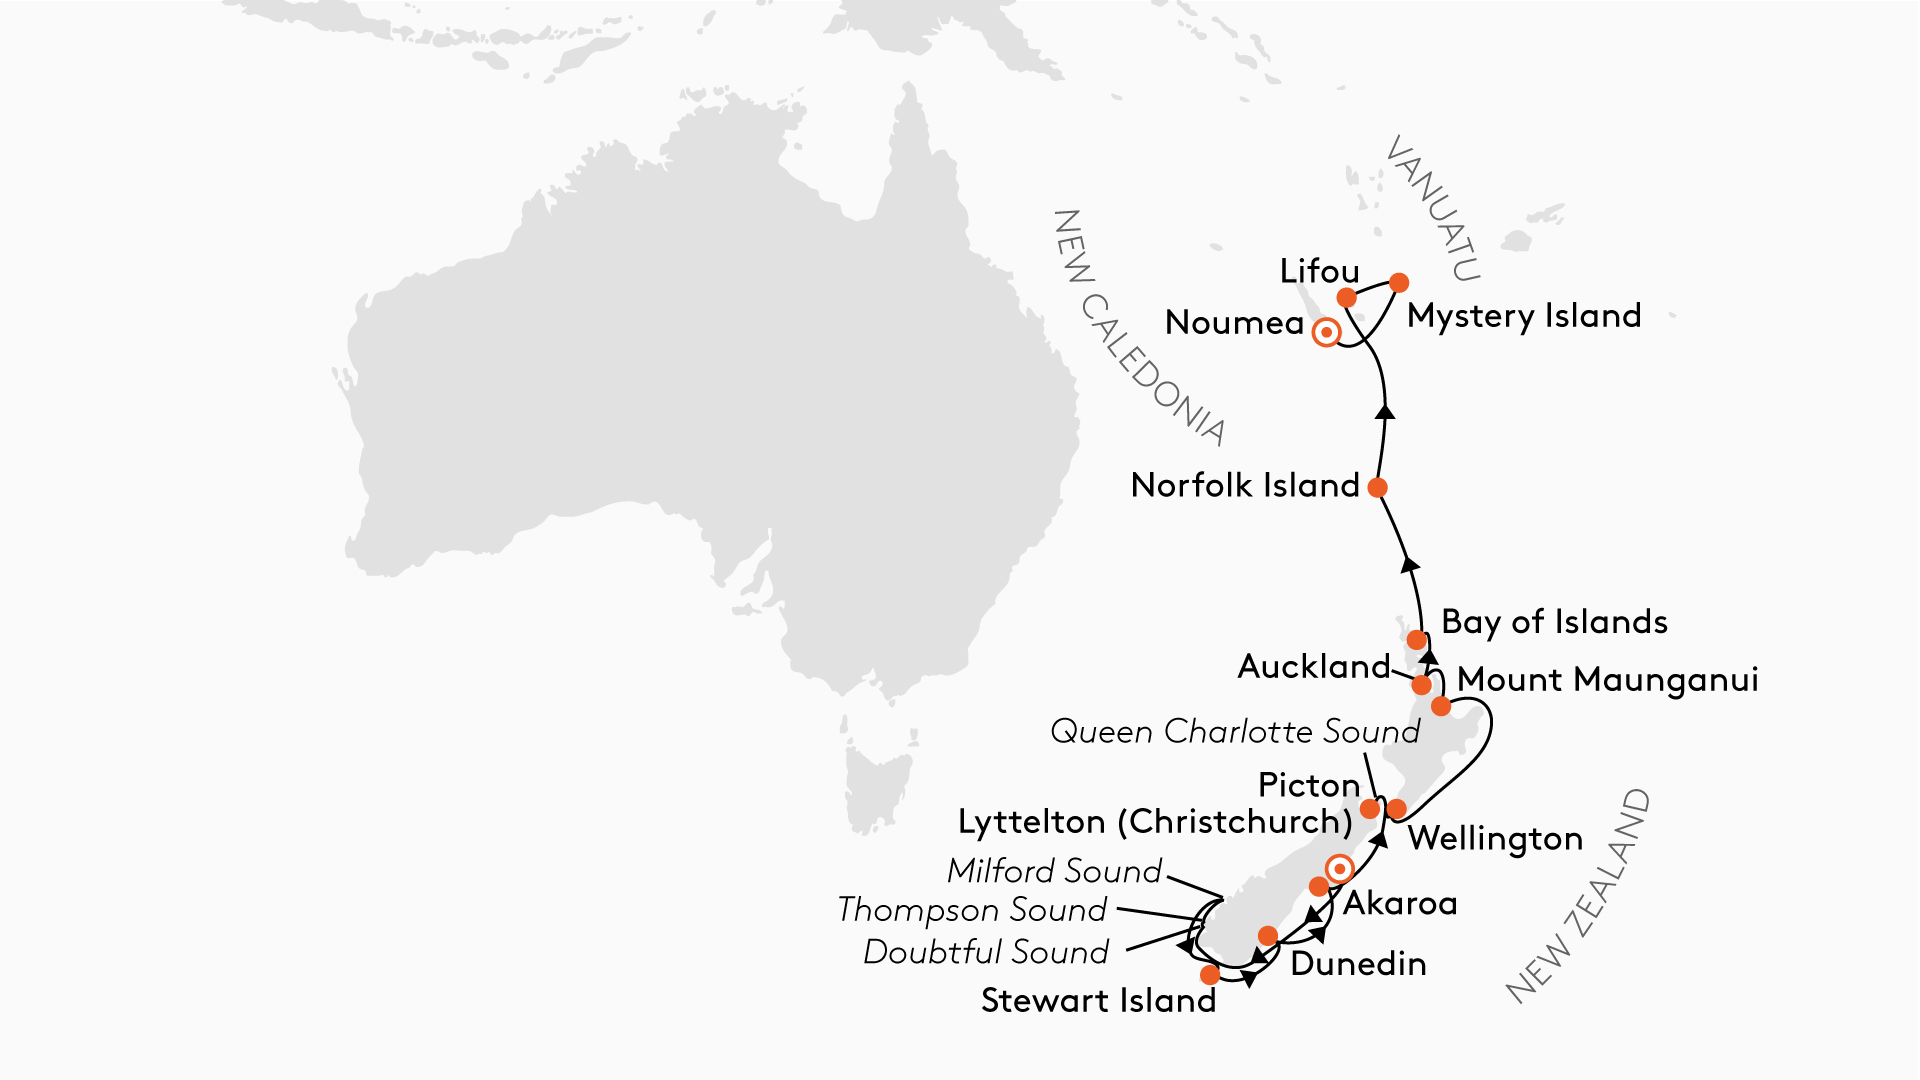 VANUATU
NEW CALEDONIA
Lifou
Mystery Island
Noumea
Norfolk Island
Bay of Islands
Auckland
Mount Maunganui
Queen Charlotte Sound
Picton
Lyttelton (Christchurch)
Wellington
Milford Sound
Akaroa
Thompson Sound
Doubtful Sound
Dunedin
Stewart Island
NEW ZEALAND